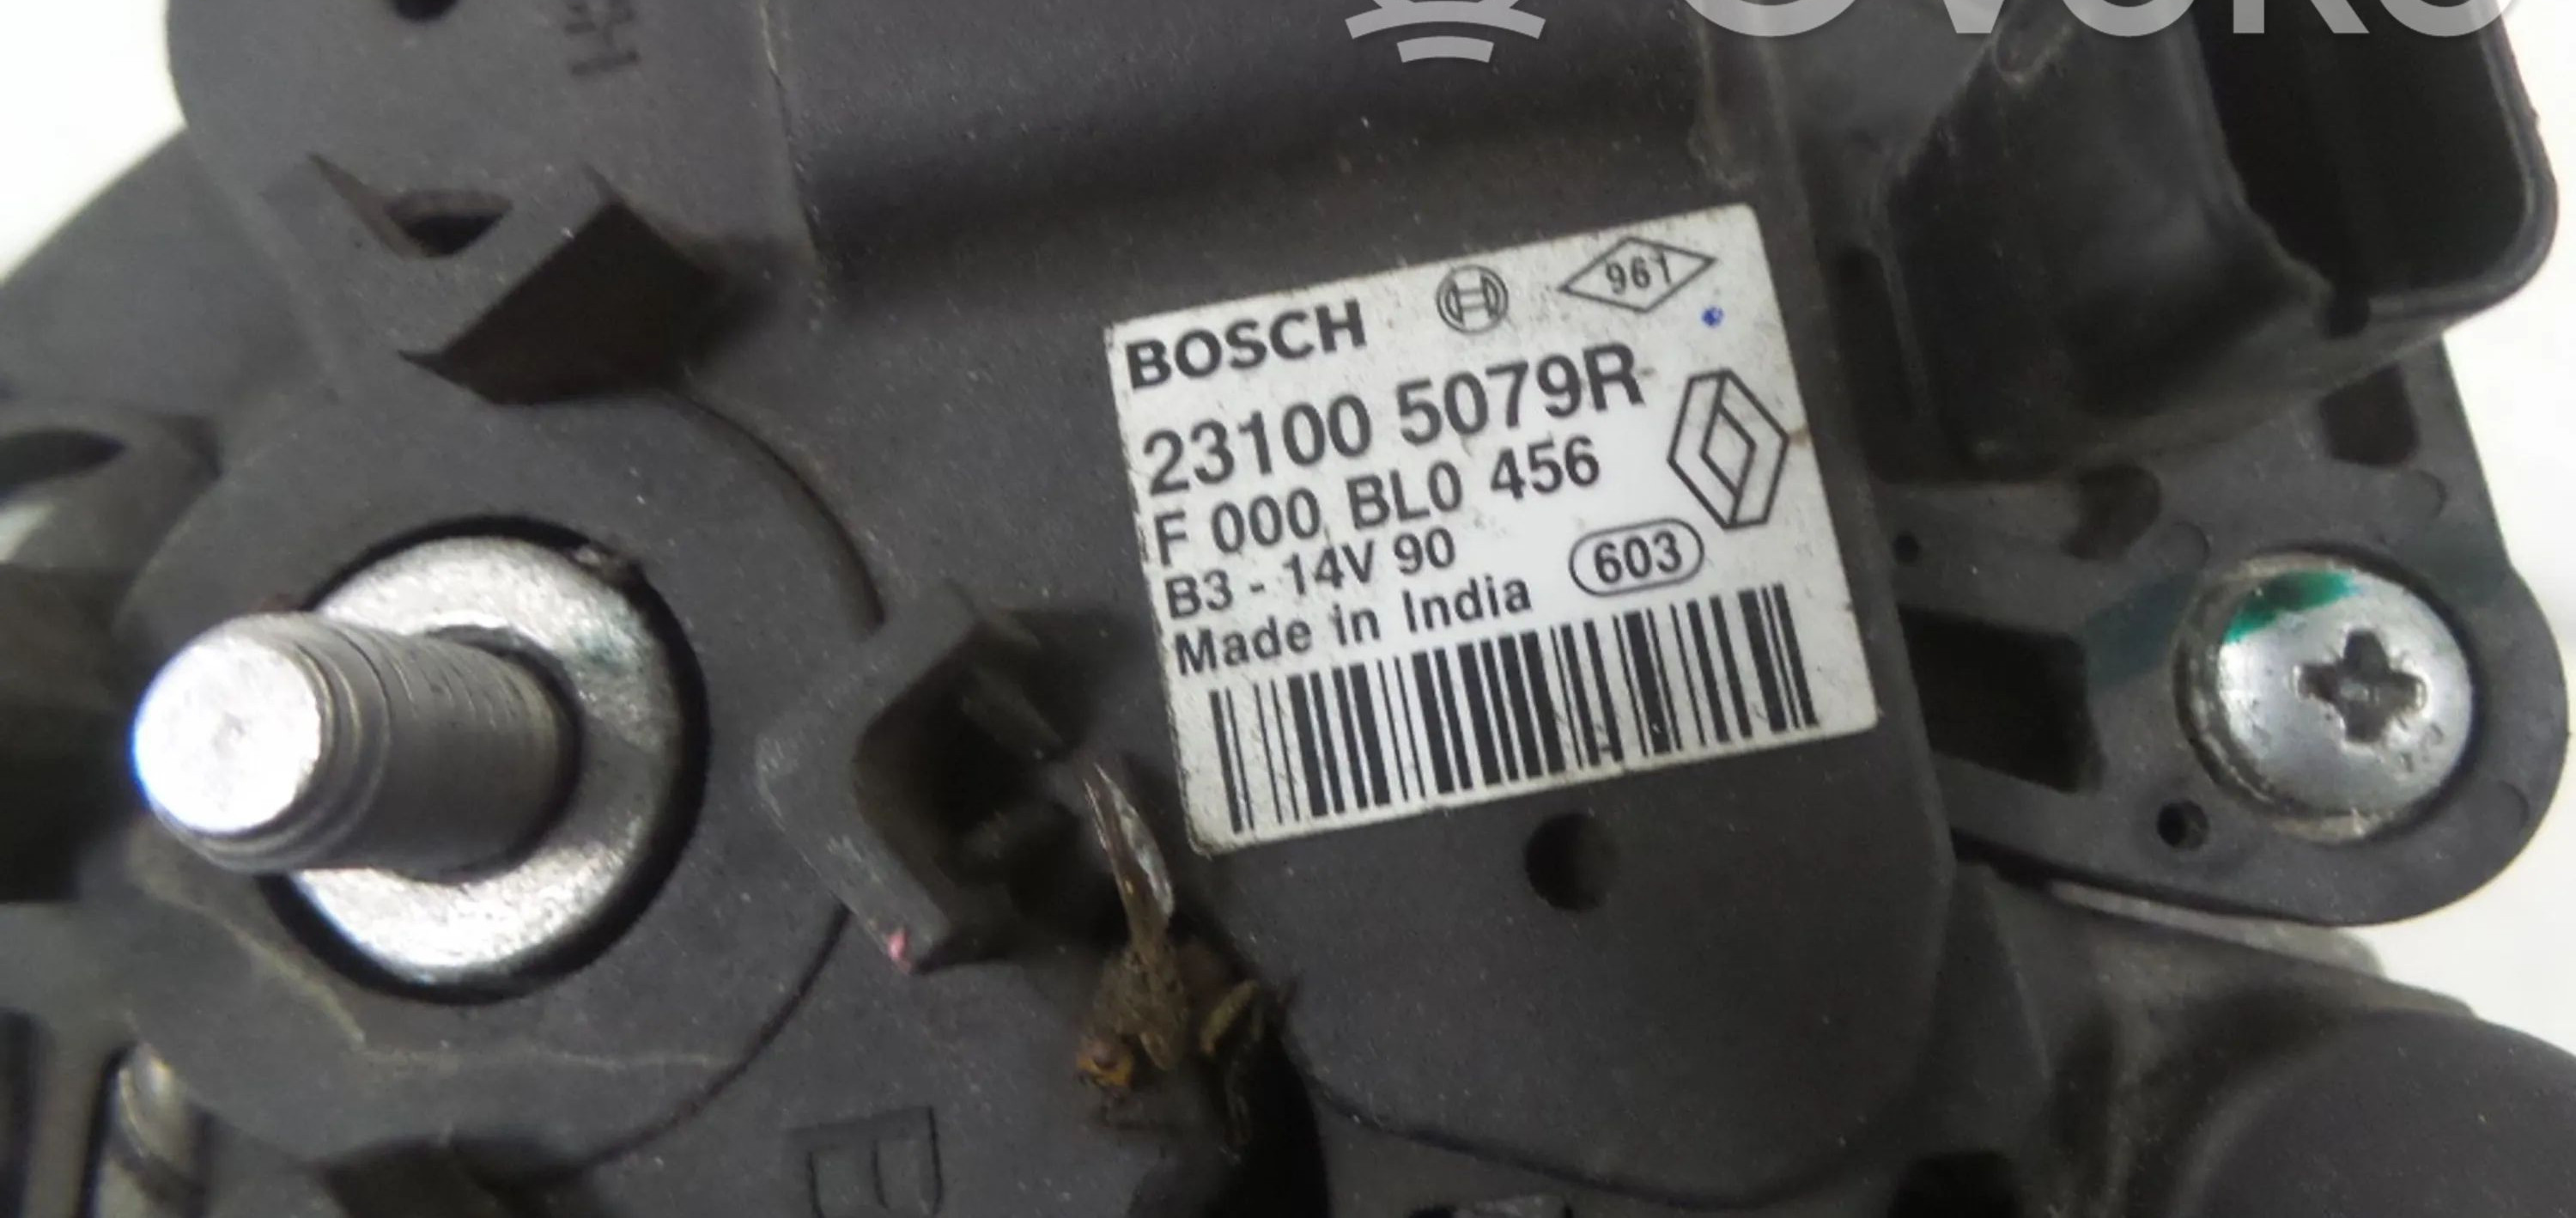 BOSCH 961
23100 5079R
F 000 BL0 456
B3 - 14V 90
603
Made in India
B